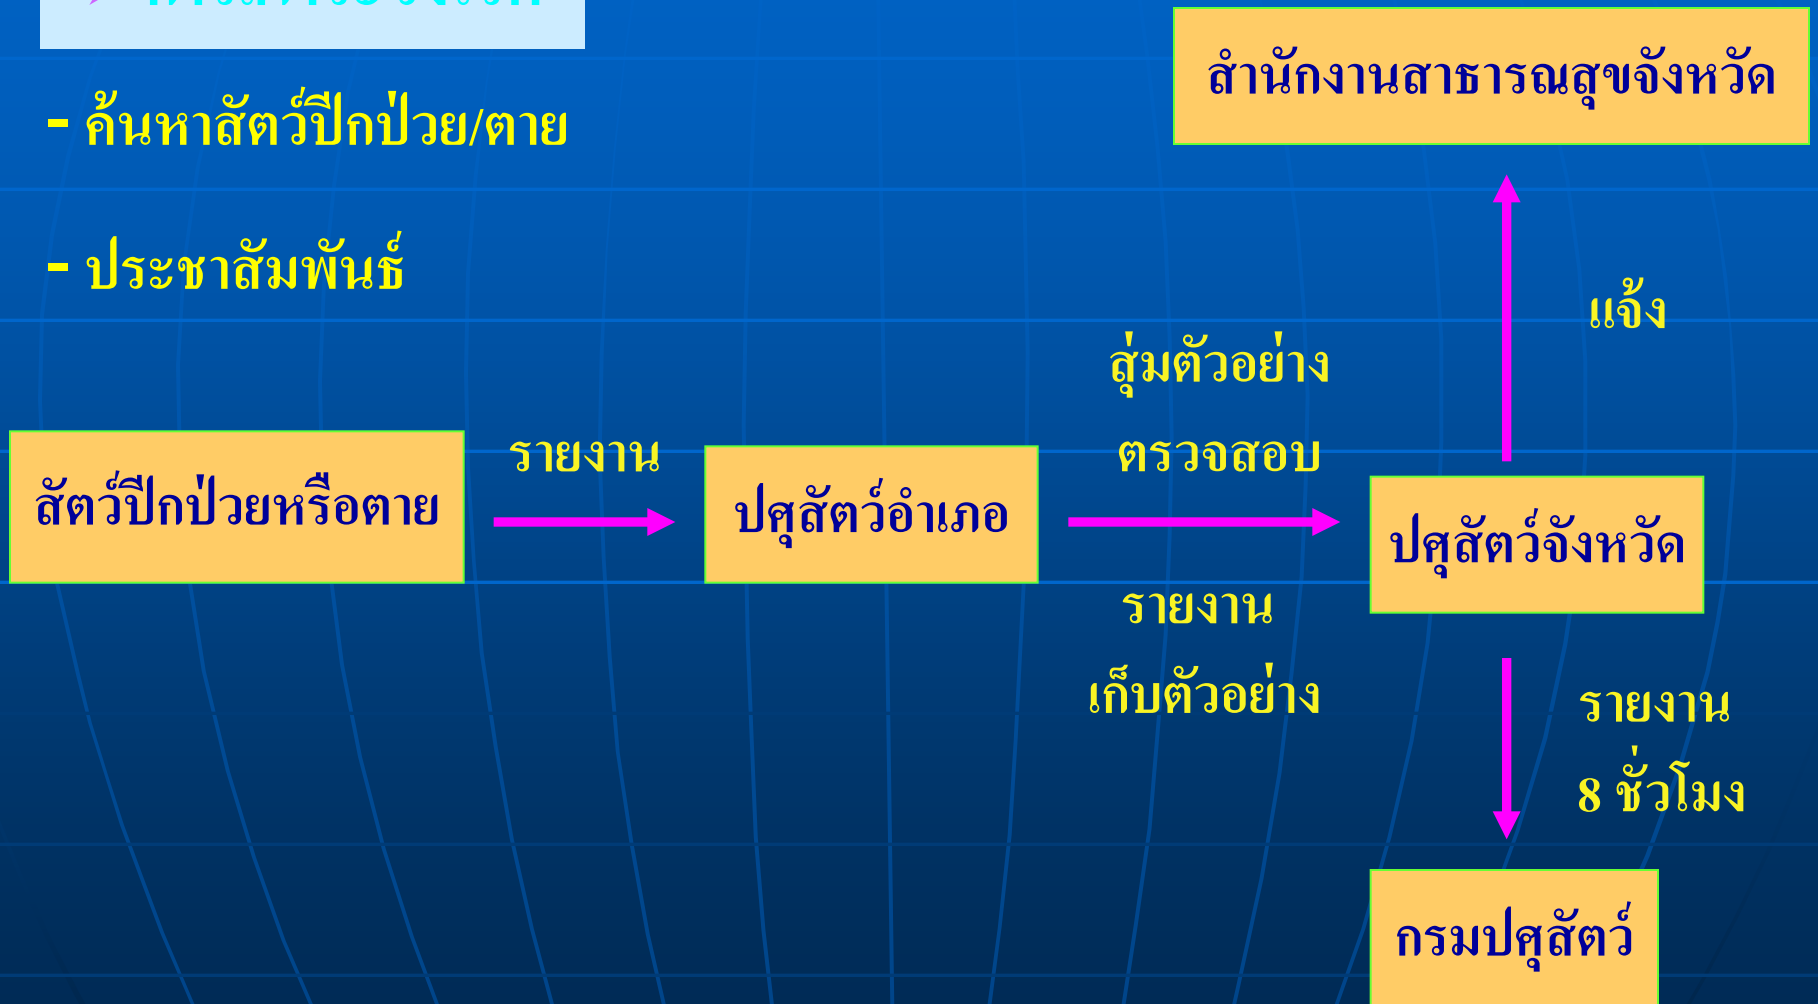 - ค้นหาสัตว์ปีกป่วย/ตาย
- ประชาสัมพันธ์
สำนักงานสาธารณสุขจังหวัด
แจ้ง
สัตว์ปีกป่วยหรือตาย
รายงาน
ปศุสัตว์อำเภอ
สุ่มตัวอย่าง
ตรวจสอบ
รายงาน
เก็บตัวอย่าง
ปศุสัตว์จังหวัด
รายงาน
8 ชั่วโมง
กรมปศุสัตว์